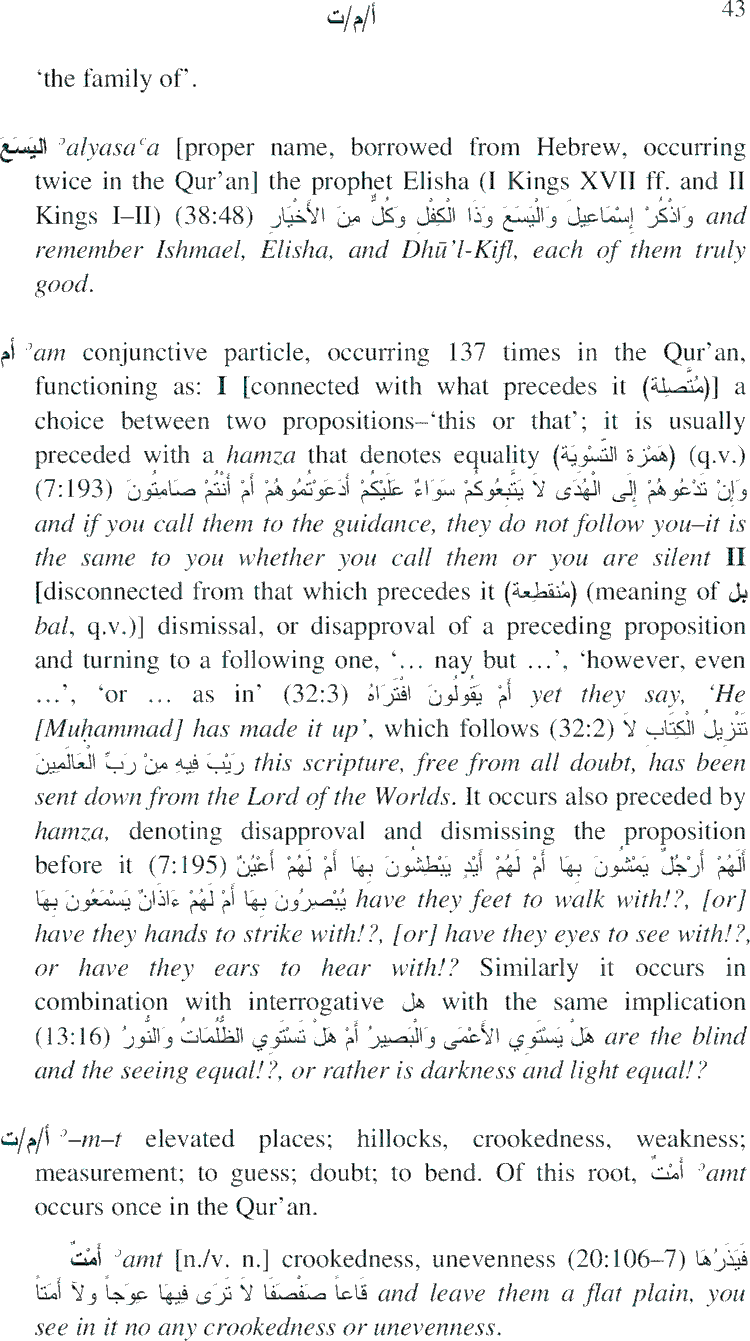 أ/م/ت 43
‘the family of’.
اليَسَعَ ʾalyasaʿa [proper name, borrowed from Hebrew, occurring
twice in the Qur’an] the prophet Elisha (I Kings XVII ff. and II
Kings I–II) (38:48) وَاذْكُرْ إِسْمَاعِيلَ وَالْيَسَعَ وَذَا الْكِفْلِ وَكُلٌّ مِنَ الأَخْيَارِ and
remember Ishmael, Elisha, and Dhū’l-Kifl, each of them truly
good.
أم ʾam conjunctive particle, occurring 137 times in the Qur’an,
functioning as: I [connected with what precedes it (مُتَّصِلة)] a
choice between two propositions–‘this or that’; it is usually
preceded with a hamza that denotes equality (هَمْزة التَّسْوِيَة) (q.v.)
(7:193) وَإِنْ تَدْعُوهُمْ إِلَى الْهُدَى لاَ يَتَّبِعُوكُمْ سَوَاءٌ عَلَيْكُمْ أَدَعَوْتُمُوهُمْ أَمْ أَنْتُمْ صَامِتُونَ
and if you call them to the guidance, they do not follow you–it is
the same to you whether you call them or you are silent II
[disconnected from that which precedes it (مُنقطِعة) (meaning of بل
bal, q.v.)] dismissal, or disapproval of a preceding proposition
and turning to a following one, ‘... nay but ...’, ‘however, even
...’, ‘or ... as in’ (32:3) أَمْ يَقُولُونَ افْتَرَاهُ yet they say, ‘He
[Muḥammad] has made it up’, which follows (32:2) تَنْزِيلُ الْكِتَابِ لاَ
رَيْبَ فِيهِ مِنْ رَبِّ الْعَالَمِينَ this scripture, free from all doubt, has been
sent down from the Lord of the Worlds. It occurs also preceded by
hamza, denoting disapproval and dismissing the proposition
before it (7:195) أَلَهُمْ أَرْجُلٌ يَمْشُونَ بِهَا أَمْ لَهُمْ أَيْدٍ يَبْطِشُونَ بِهَا أَمْ لَهُمْ أَعْيُنٌ
يُبْصِرُونَ بِهَا أَمْ لَهُمْ ءَاذَانٌ يَسْمَعُونَ بِهَا have they feet to walk with!?, [or]
have they hands to strike with!?, [or] have they eyes to see with!?,
or have they ears to hear with!? Similarly it occurs in
combination with interrogative هل with the same implication
(13:16) هَلْ يَسْتَوِي الأَعْمَى وَالْبَصِيرُ أَمْ هَلْ تَسْتَوِي الظُّلُمَاتُ وَالنُّورُ are the blind
and the seeing equal!?, or rather is darkness and light equal!?
أ/م/ت ʾ–m–t elevated places; hillocks, crookedness, weakness;
measurement; to guess; doubt; to bend. Of this root, أَمْتٌ ʾamt
occurs once in the Qur’an.
أَمْتٌ ʾamt [n./v. n.] crookedness, unevenness (20:106–7) فَيَذَرُهَا
قَاعاً صَفْصَفَا لاَ تَرَى فِيهَا عِوَجاً ولاَ أَمَتاً and leave them a flat plain, you
see in it no any crookedness or unevenness.